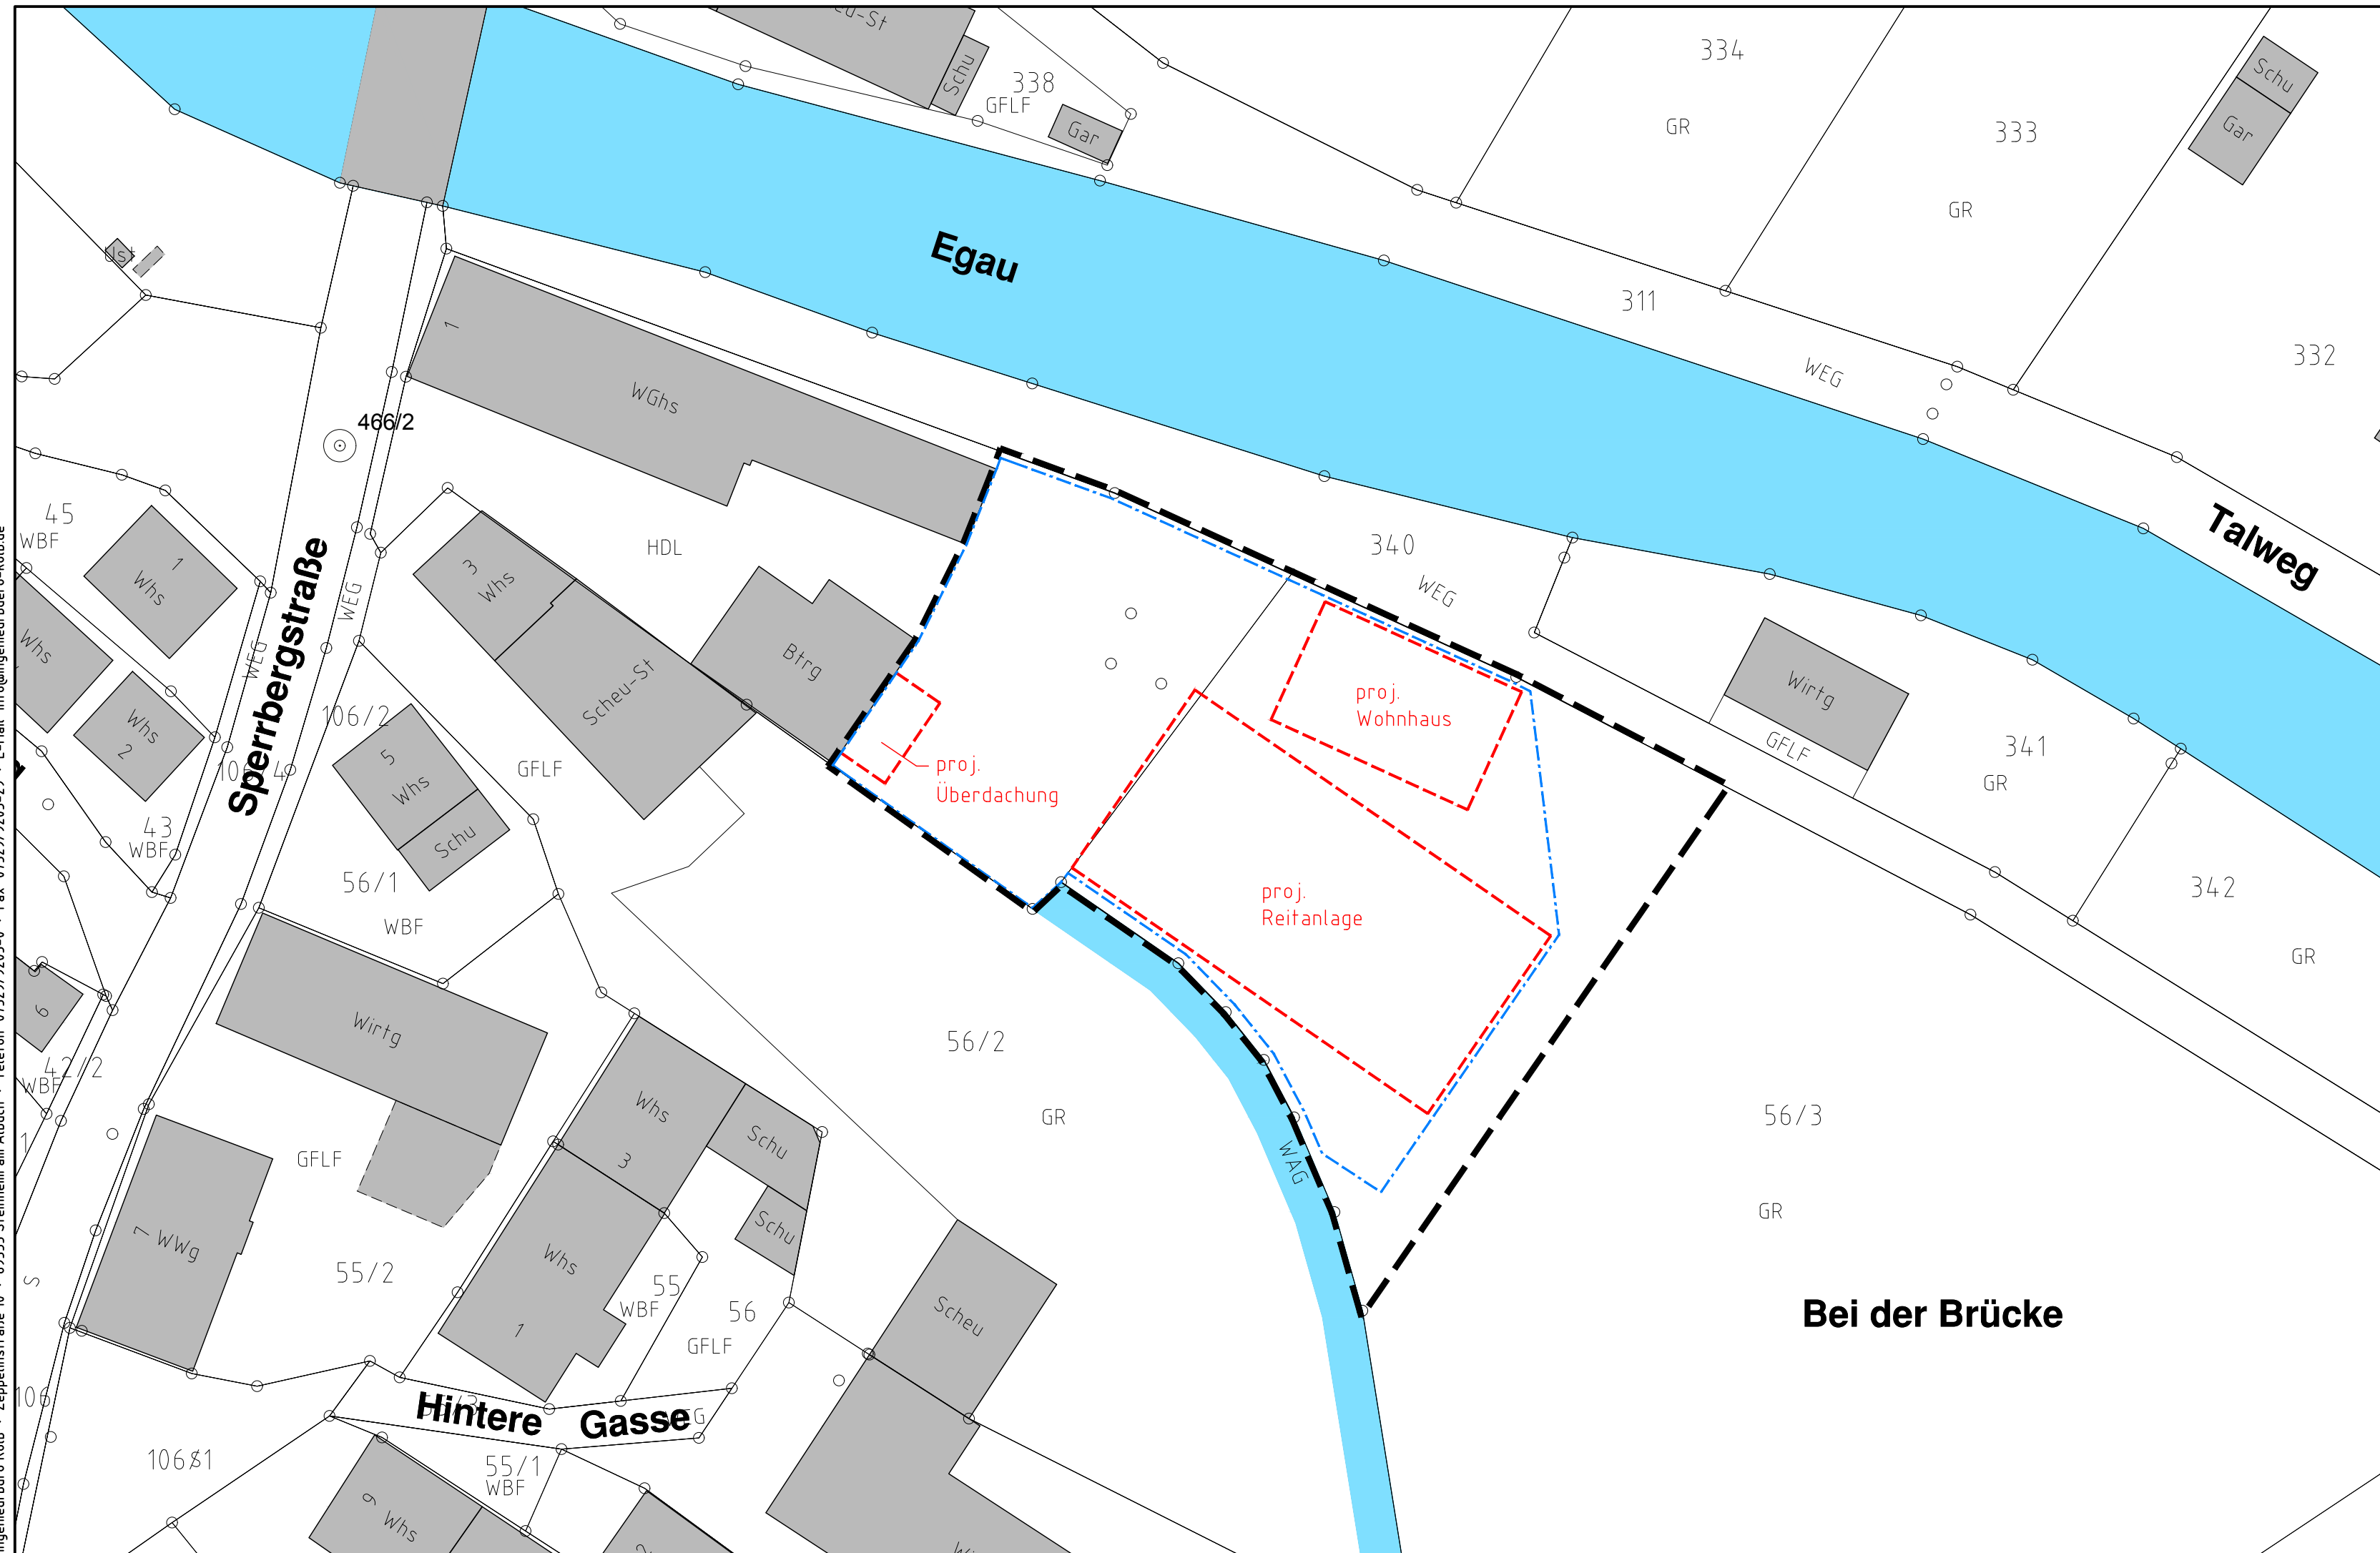 Schu
338
GFLF
Gar
334
GR
333
GR
Schu
Gar
Egau
311
WEG
332
1
WGhs
466/2
45
WBF
1
Whs
Whs
Whs
2
WEG
WEG
Sperrbergstraße
HDL
3
Whs
Scheu-St
Btrg
340
WEG
Talweg
proj.
Wohnhaus
proj.
Überdachung
proj.
Reitanlage
Wirtg
GFLF
341
GR
342
GR
106/2
5
Whs
Schu
GFLF
43
WBF
56/1
WBF
Wirtg
6
42/2
WBF
56/2
GR
WAG
56/3
GR
Whs
3
Schu
Schu
GFLF
7
WWg
55/2
Whs
1
55
WBF
56
GFLF
Scheu
Bei der Brücke
S
106
Hintere Gasse
WEG
55/1
WBF
9
Whs